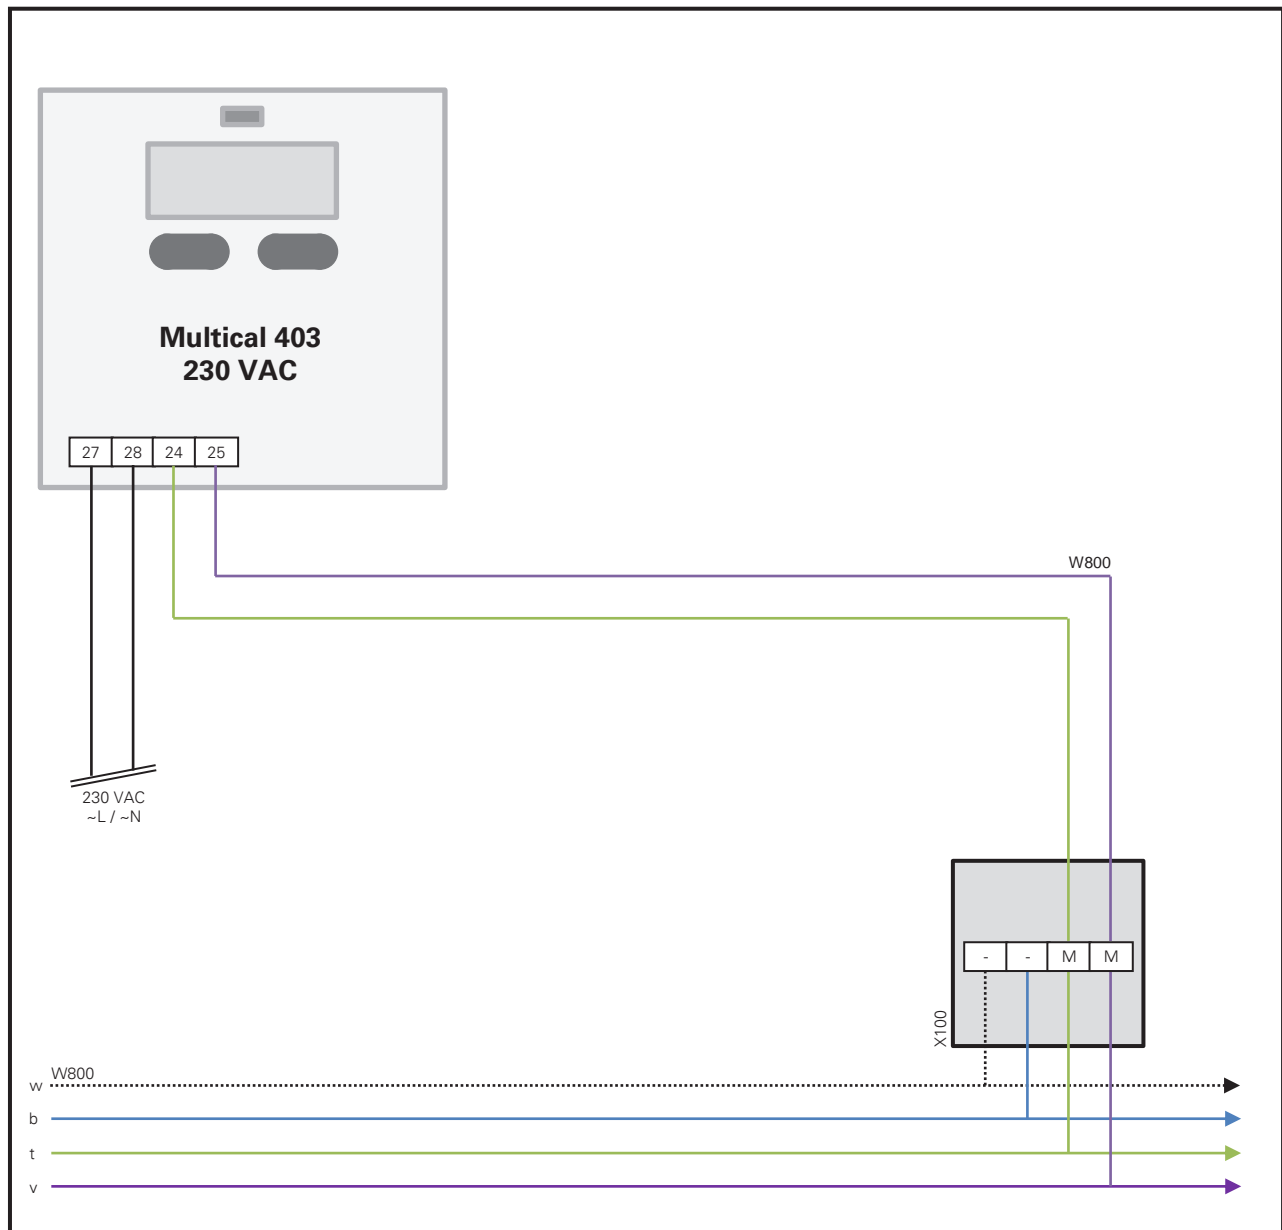 Multical 403
230 VAC
27 28 24 25
W800
230 VAC
~L / ~N
- - M M
X100
W800
w
b
t
v